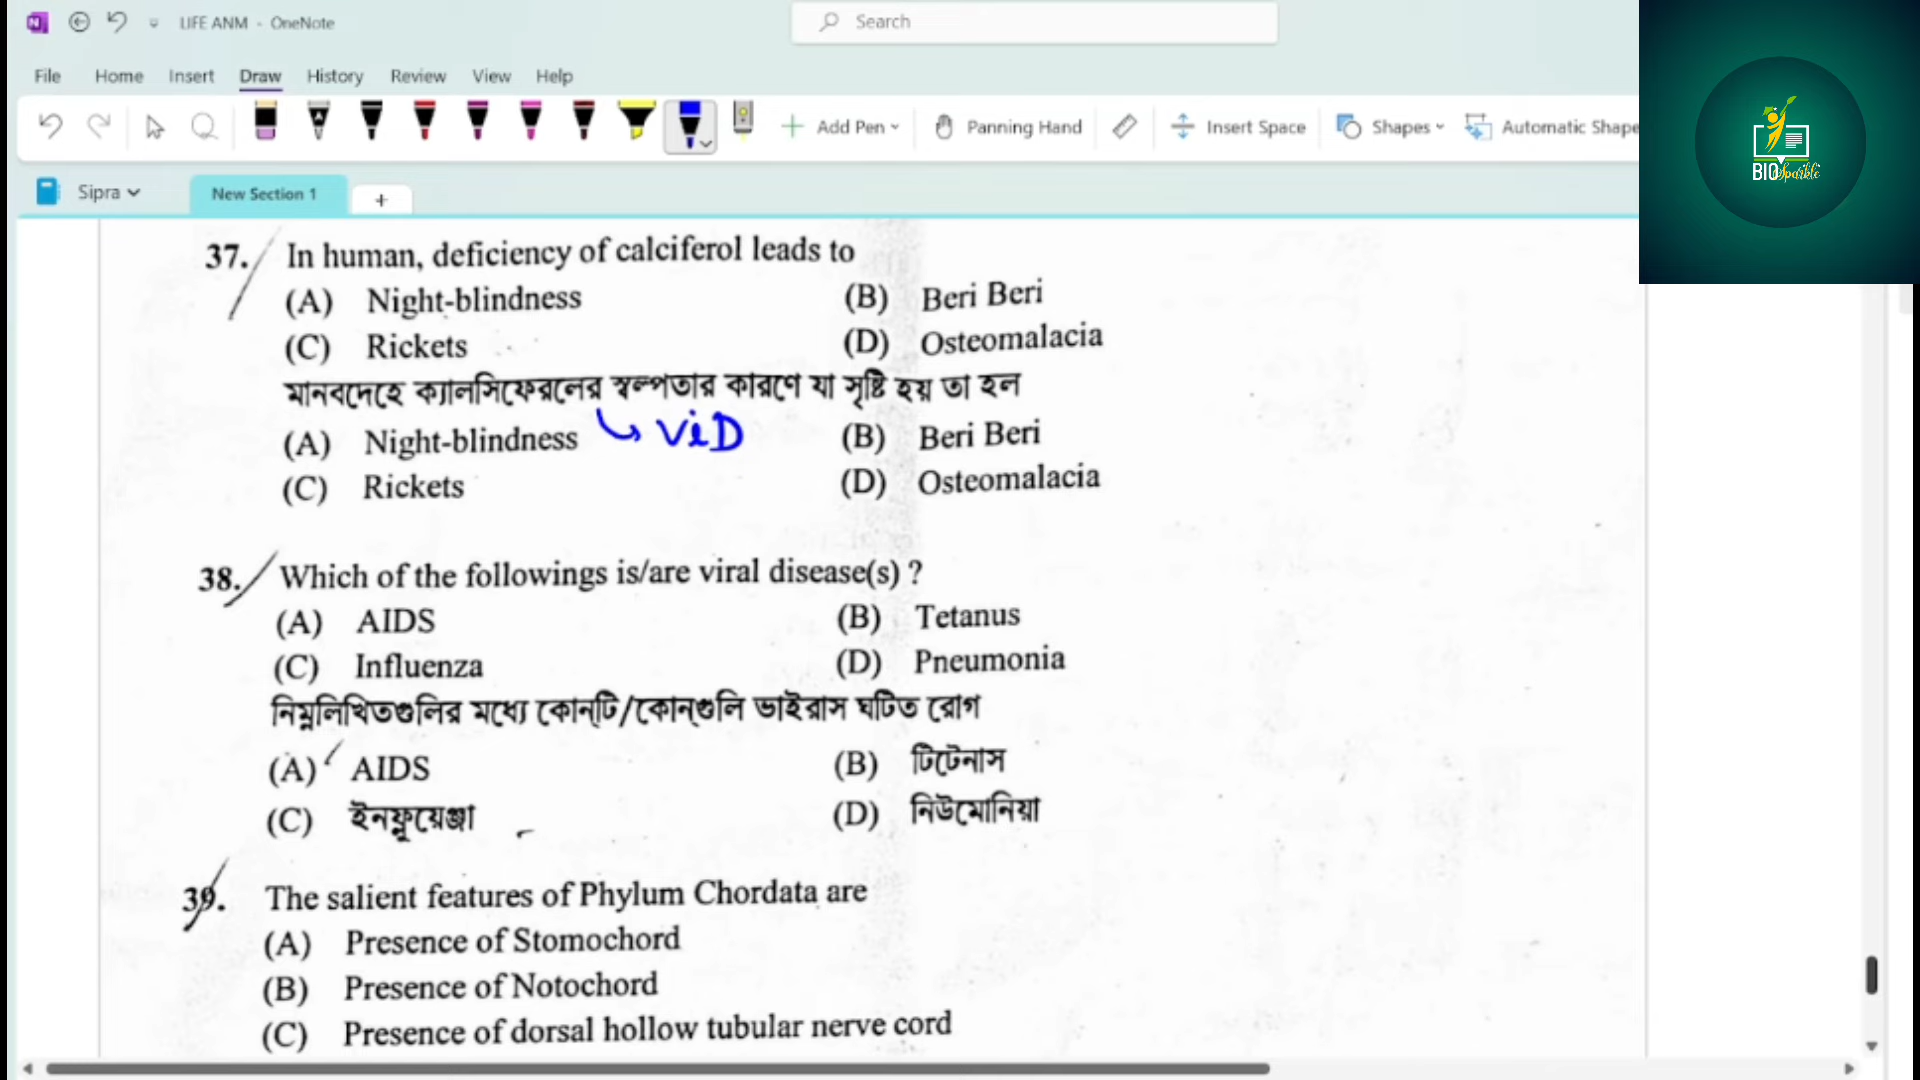 LIFE ANM - OneNote
Search
File Home Insert Draw History Review View Help
Add Pen Panning Hand Insert Space Shapes Automatic Shape
Sipra New Section 1 +
BIO Sparkle
37. In human, deficiency of calciferol leads to
(A) Night-blindness (B) Beri Beri
(C) Rickets (D) Osteomalacia
মানবদেহে ক্যালসিফেরলের স্বল্পতার কারণে যা সৃষ্টি হয় তা হল
(A) Night-blindness ViD (B) Beri Beri
(C) Rickets (D) Osteomalacia
38. Which of the followings is/are viral disease(s) ?
(A) AIDS (B) Tetanus
(C) Influenza (D) Pneumonia
নিম্নলিখিতগুলির মধ্যে কোন্‌টি/কোন্‌গুলি ভাইরাস ঘটিত রোগ
(A) AIDS (B) টিটেনাস
(C) ইনফ্লুয়েঞ্জা (D) নিউমোনিয়া
39. The salient features of Phylum Chordata are
(A) Presence of Stomochord
(B) Presence of Notochord
(C) Presence of dorsal hollow tubular nerve cord